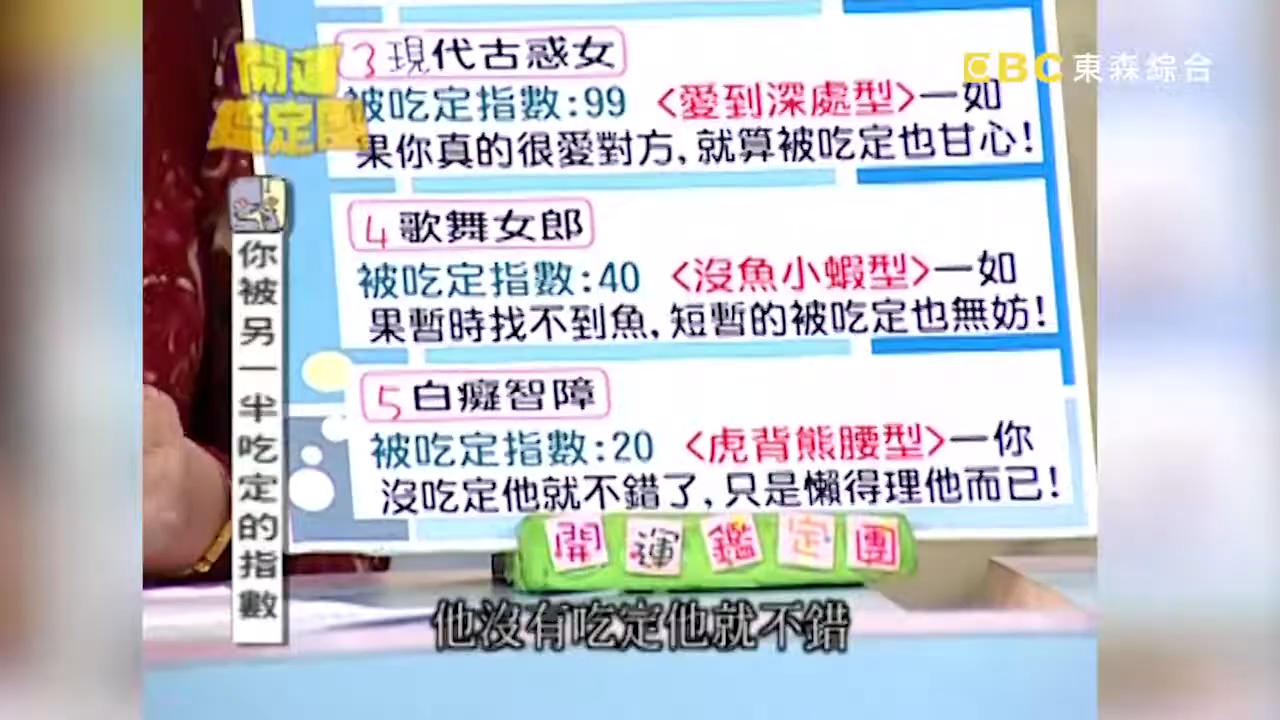 開運
鑑定團
EBC 東森綜合
3 現代古惑女
被吃定指數:99 <愛到深處型>一如
果你真的很愛對方,就算被吃定也甘心!
4 歌舞女郎
被吃定指數:40 <沒魚小蝦型>一如
果暫時找不到魚,短暫的被吃定也無妨!
5 白癡智障
被吃定指數:20 <虎背熊腰型>一你
沒吃定他就不錯了,只是懶得理他而已!
你被另一半吃定的指數
開運鑑定團
他沒有吃定他就不錯